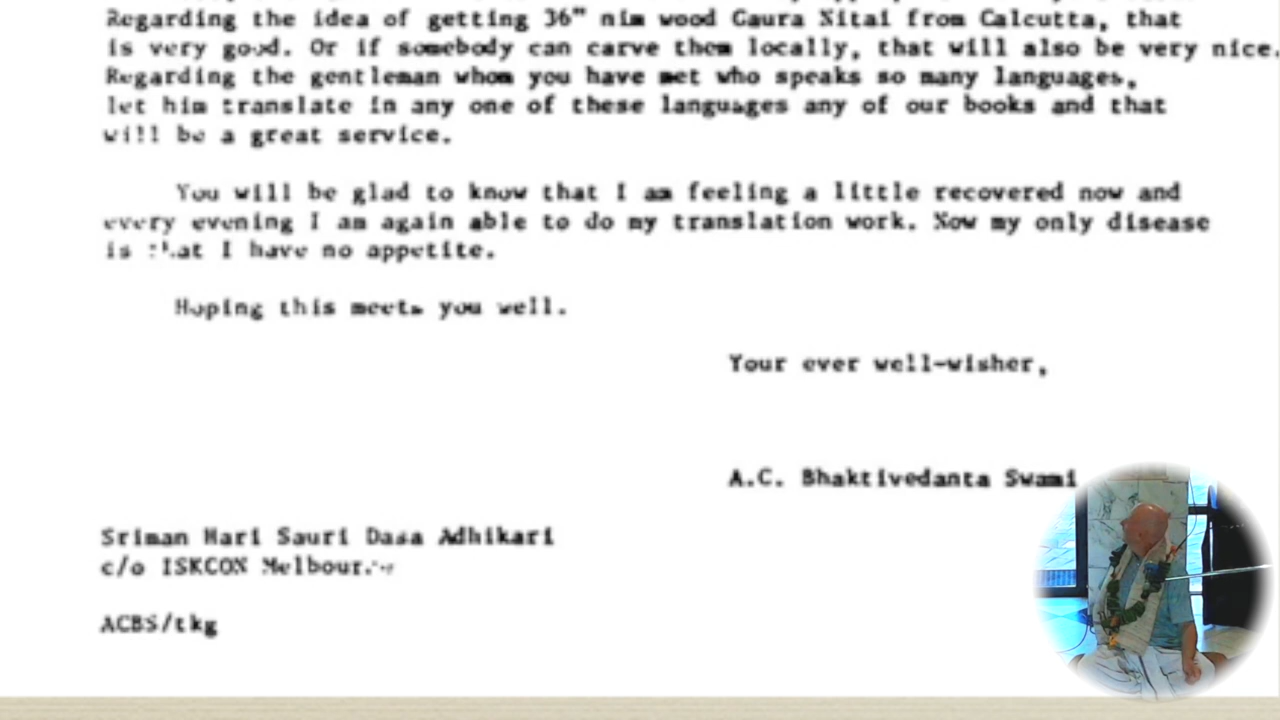 Regarding the idea of getting 36" nim wood Gaura Nitai from Calcutta, that
is very good. Or if somebody can carve them locally, that will also be very nice.
Regarding the gentleman whom you have met who speaks so many languages,
let him translate in any one of these languages any of our books and that
will be a great service.
You will be glad to know that I am feeling a little recovered now and
every evening I am again able to do my translation work. Now my only disease
is that I have no appetite.
Hoping this meets you well.
Your ever well-wisher,
A.C. Bhaktivedanta Swami
Sriman Hari Sauri Dasa Adhikari
c/o ISKCON Melbourne
ACBS/tkg